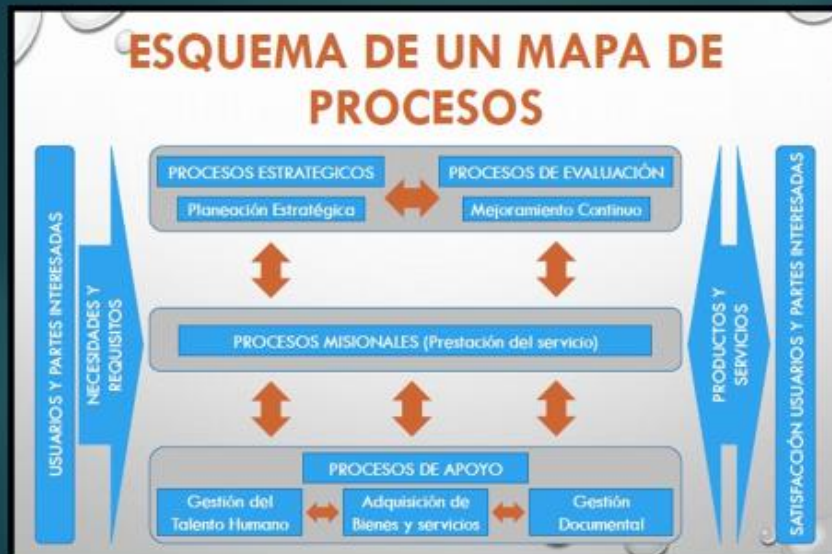 ESQUEMA DE UN MAPA DE
PROCESOS
USUARIOS Y PARTES INTERESADAS
NECESIDADES Y
REQUISITOS
PROCESOS ESTRATEGICOS
PROCESOS DE EVALUACIÓN
Planeación Estratégica
Mejoramiento Continuo
PROCESOS MISIONALES (Prestación del servicio)
PROCESOS DE APOYO
Gestión del
Talento Humano
Adquisición de
Bienes y servicios
Gestión
Documental
PRODUCTOS Y
SERVICIOS
SATISFACCIÓN USUARIOS Y PARTES INTERESADAS